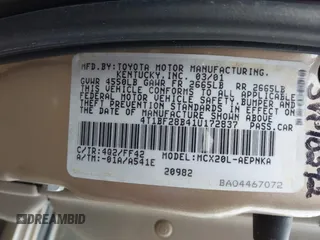 MFD.BY:TOYOTA MOTOR MANUFACTURING,
KENTUCKY, INC. 03/01
GVWR 4550LB GAWR FR 2665LB RR 2665LB
THIS VEHICLE CONFORMS TO ALL APPLICABLE
FEDERAL MOTOR VEHICLE SAFETY, BUMPER, AND
THEFT PREVENTION STANDARDS IN EFFECT ON
THE DATE OF MANUFACTURE SHOWN ABOVE.
4T1BF28B41U172837 PASS.CAR
C/TR:402/FF42
A/TM:-01A/A541E
MODEL: MCX20L-AEPNKA
20982
BA04467072
DREAMBID